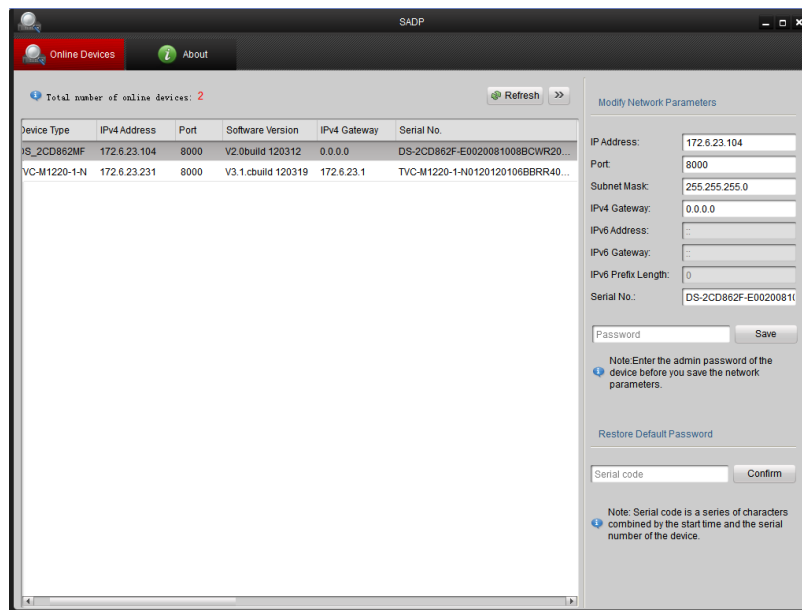 SADP
Online Devices
About
Total number of online devices: 2
Refresh
Device Type IPv4 Address Port Software Version IPv4 Gateway Serial No.
DS_2CD862MF 172.6.23.104 8000 V2.0build 120312 0.0.0.0 DS-2CD862F-E0020081008BCWR20...
TVC-M1220-1-N 172.6.23.231 8000 V3.1.cbuild 120319 172.6.23.1 TVC-M1220-1-N0120120106BBRR40...
Modify Network Parameters
IP Address: 172.6.23.104
Port: 8000
Subnet Mask: 255.255.255.0
IPv4 Gateway: 0.0.0.0
IPv6 Address: ::
IPv6 Gateway: ::
IPv6 Prefix Length: 0
Serial No.: DS-2CD862F-E0020081(
Password
Save
Note:Enter the admin password of the
device before you save the network
parameters.
Restore Default Password
Serial code
Confirm
Note: Serial code is a series of characters
combined by the start time and the serial
number of the device.